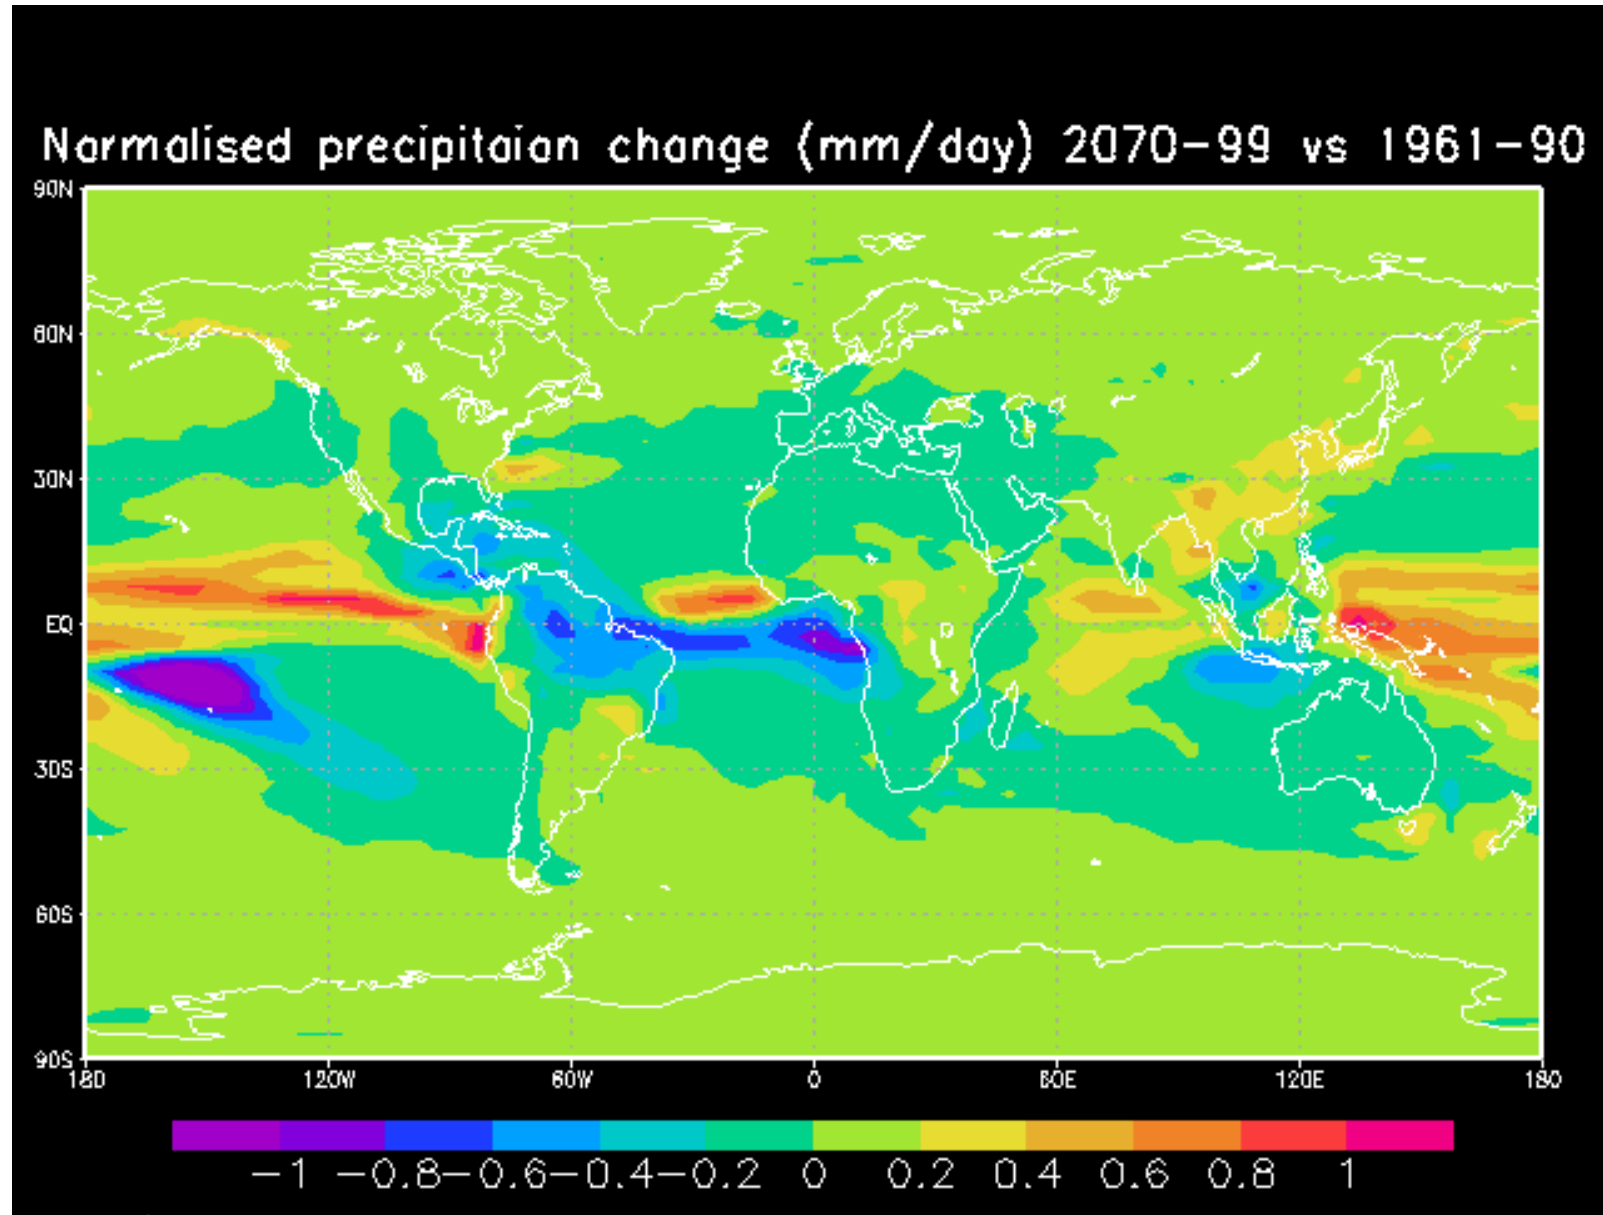 Normalised precipitaion change (mm/day) 2070-99 vs 1961-90
90N
60N
30N
EQ
30S
60S
90S
180 120W 60W 0 60E 120E 180
-1 -0.8 -0.6 -0.4 -0.2 0 0.2 0.4 0.6 0.8 1